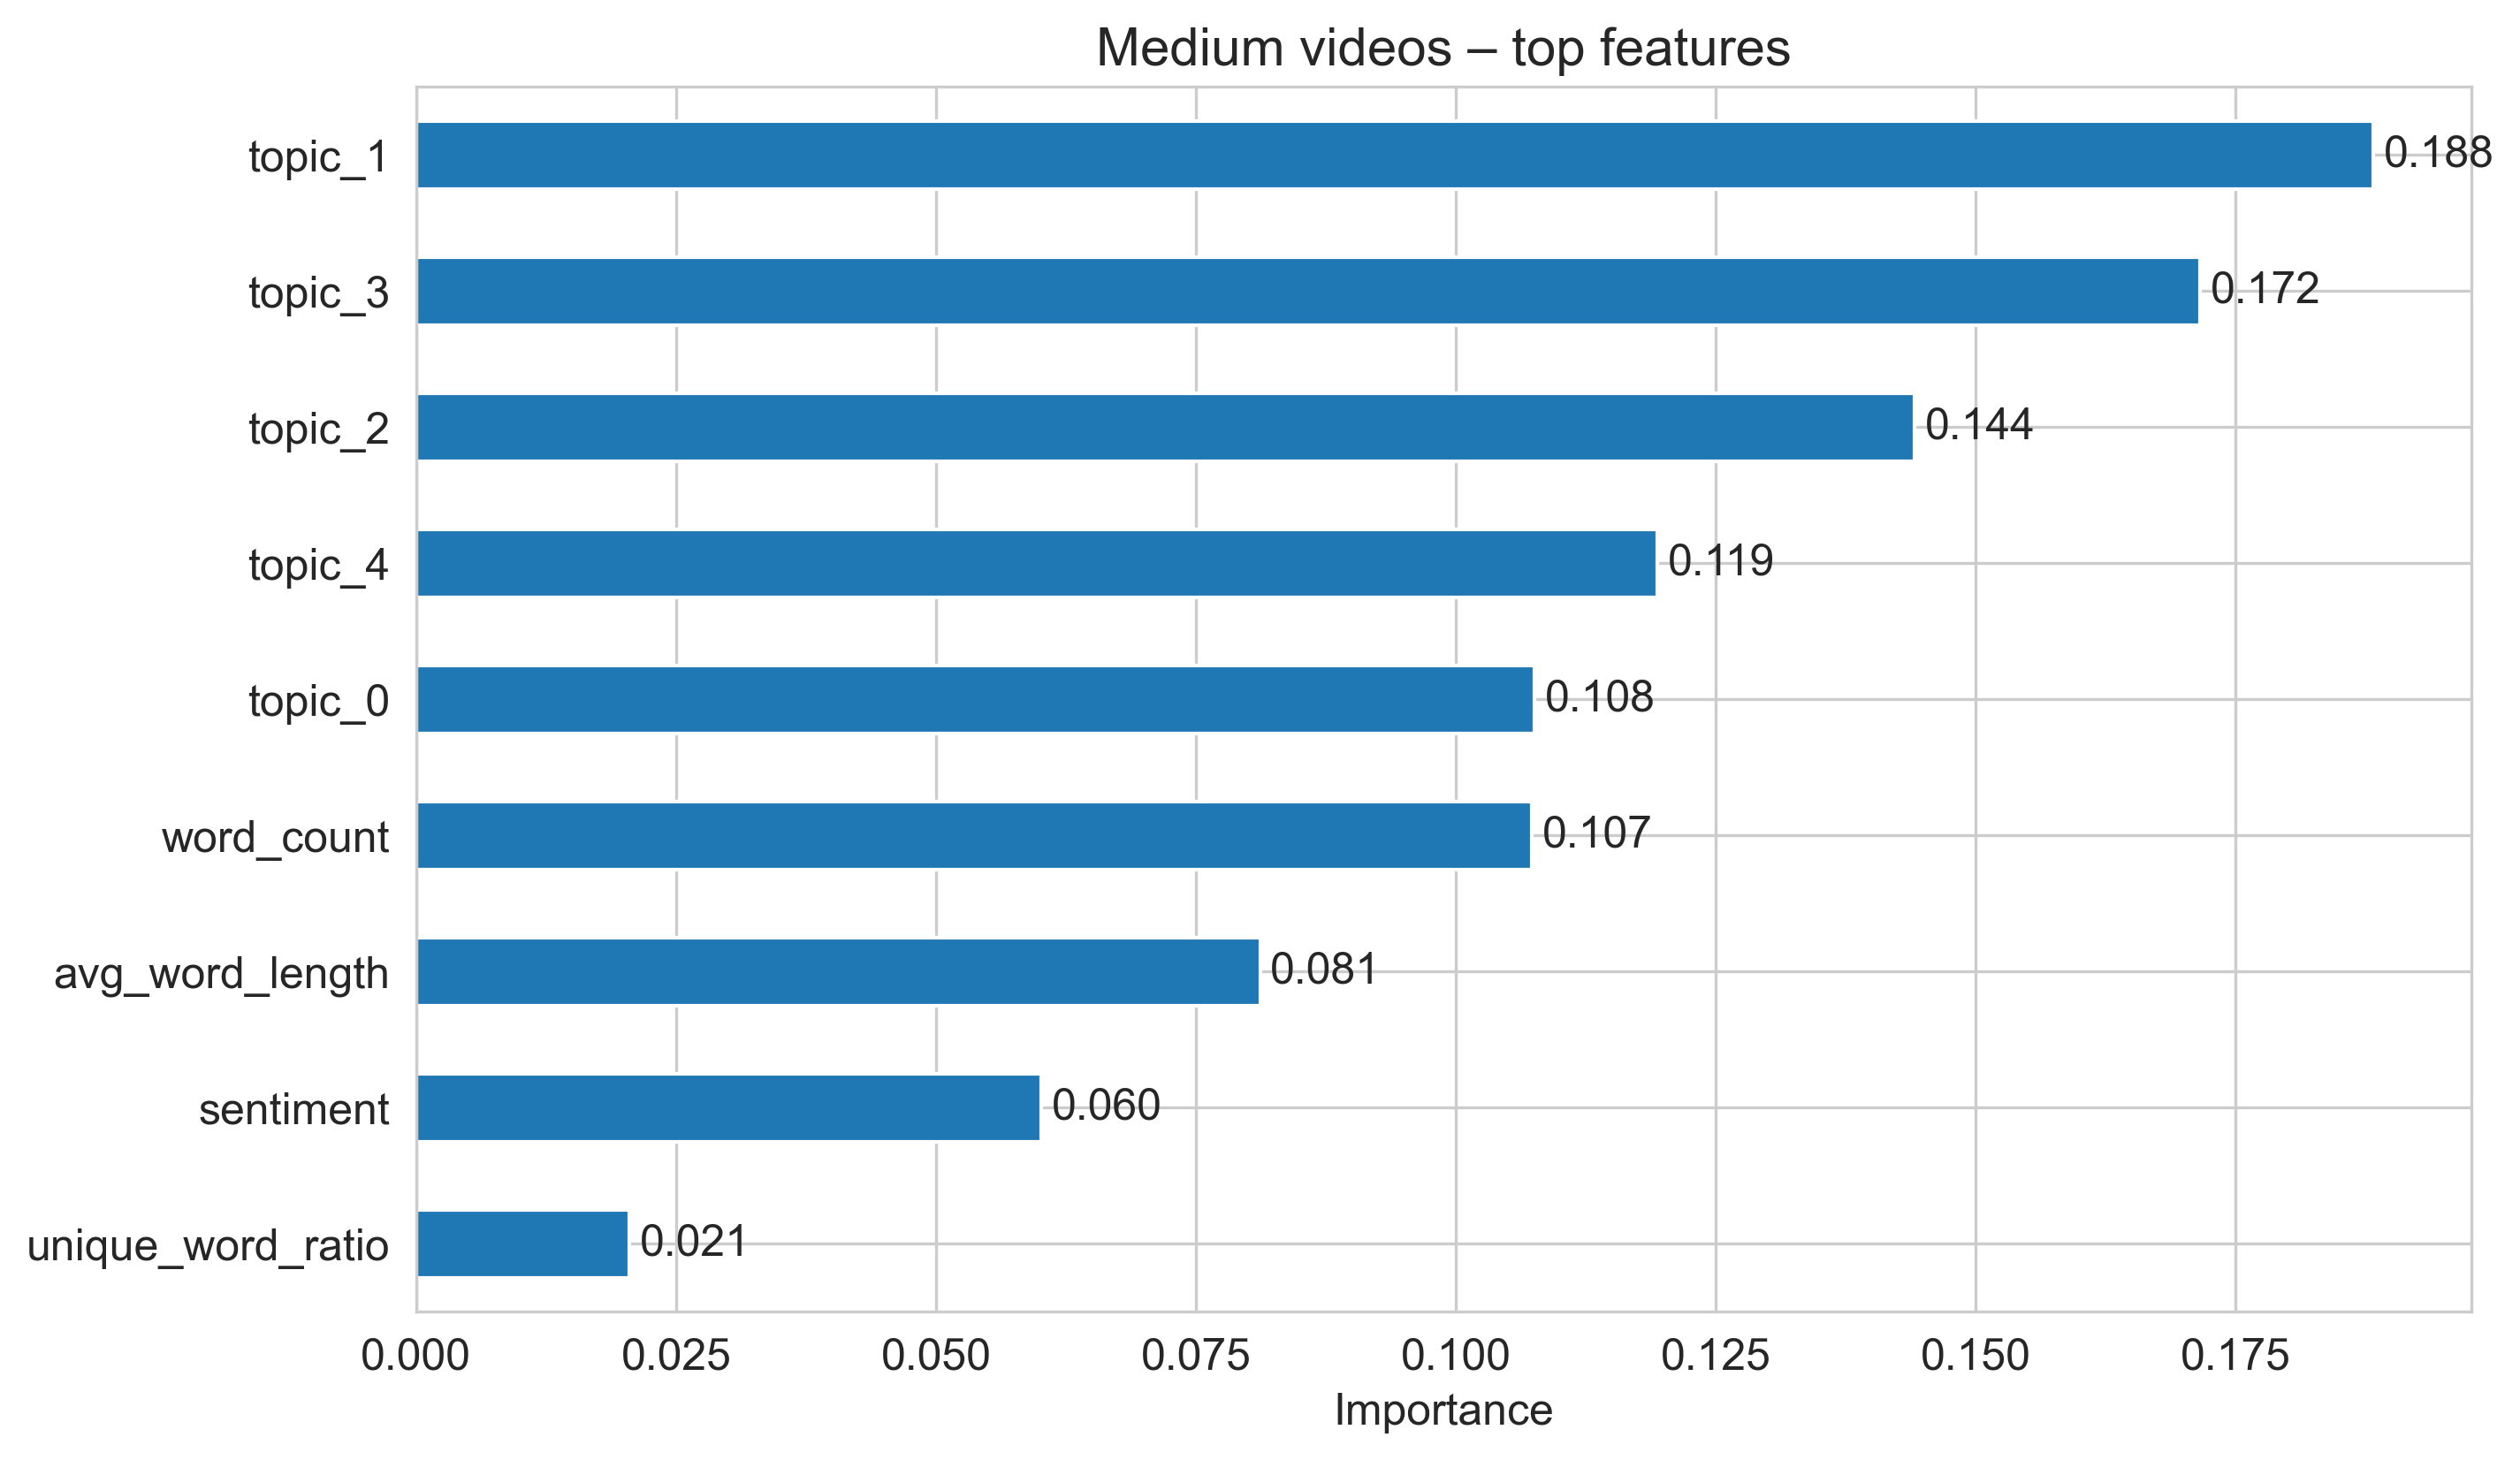 Medium videos – top features
topic_1 0.188
topic_3 0.172
topic_2 0.144
topic_4 0.119
topic_0 0.108
word_count 0.107
avg_word_length 0.081
sentiment 0.060
unique_word_ratio 0.021
0.000 0.025 0.050 0.075 0.100 0.125 0.150 0.175
Importance